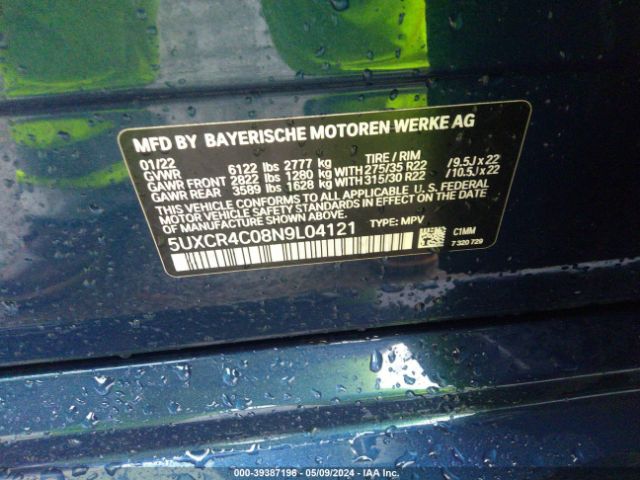 MFD BY BAYERISCHE MOTOREN WERKE AG
01/22 TIRE / RIM
GVWR 6122 lbs 2777 kg
GAWR FRONT 2822 lbs 1280 kg WITH 275/35 R22 /9.5J x 22
GAWR REAR 3589 lbs 1628 kg WITH 315/30 R22 /10.5J x 22
THIS VEHICLE CONFORMS TO ALL APPLICABLE U. S. FEDERAL
MOTOR VEHICLE SAFETY STANDARDS IN EFFECT ON THE
DATE OF MANUFACTURE SHOWN ABOVE.
5UXCR4C08N9L04121 TYPE: MPV
C1MM
7 320 729
000-39387196 - 05/09/2024 - IAA Inc.